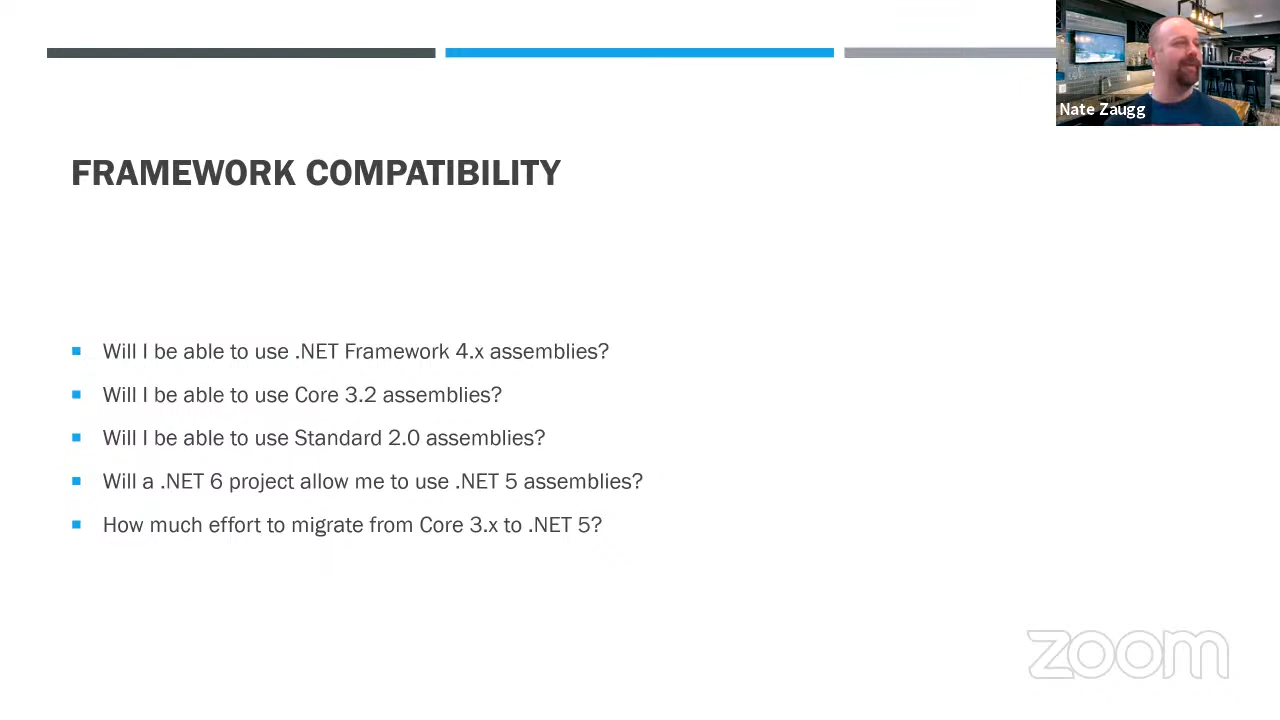 Nate Zaugg
FRAMEWORK COMPATIBILITY
Will I be able to use .NET Framework 4.x assemblies?
Will I be able to use Core 3.2 assemblies?
Will I be able to use Standard 2.0 assemblies?
Will a .NET 6 project allow me to use .NET 5 assemblies?
How much effort to migrate from Core 3.x to .NET 5?
zoom